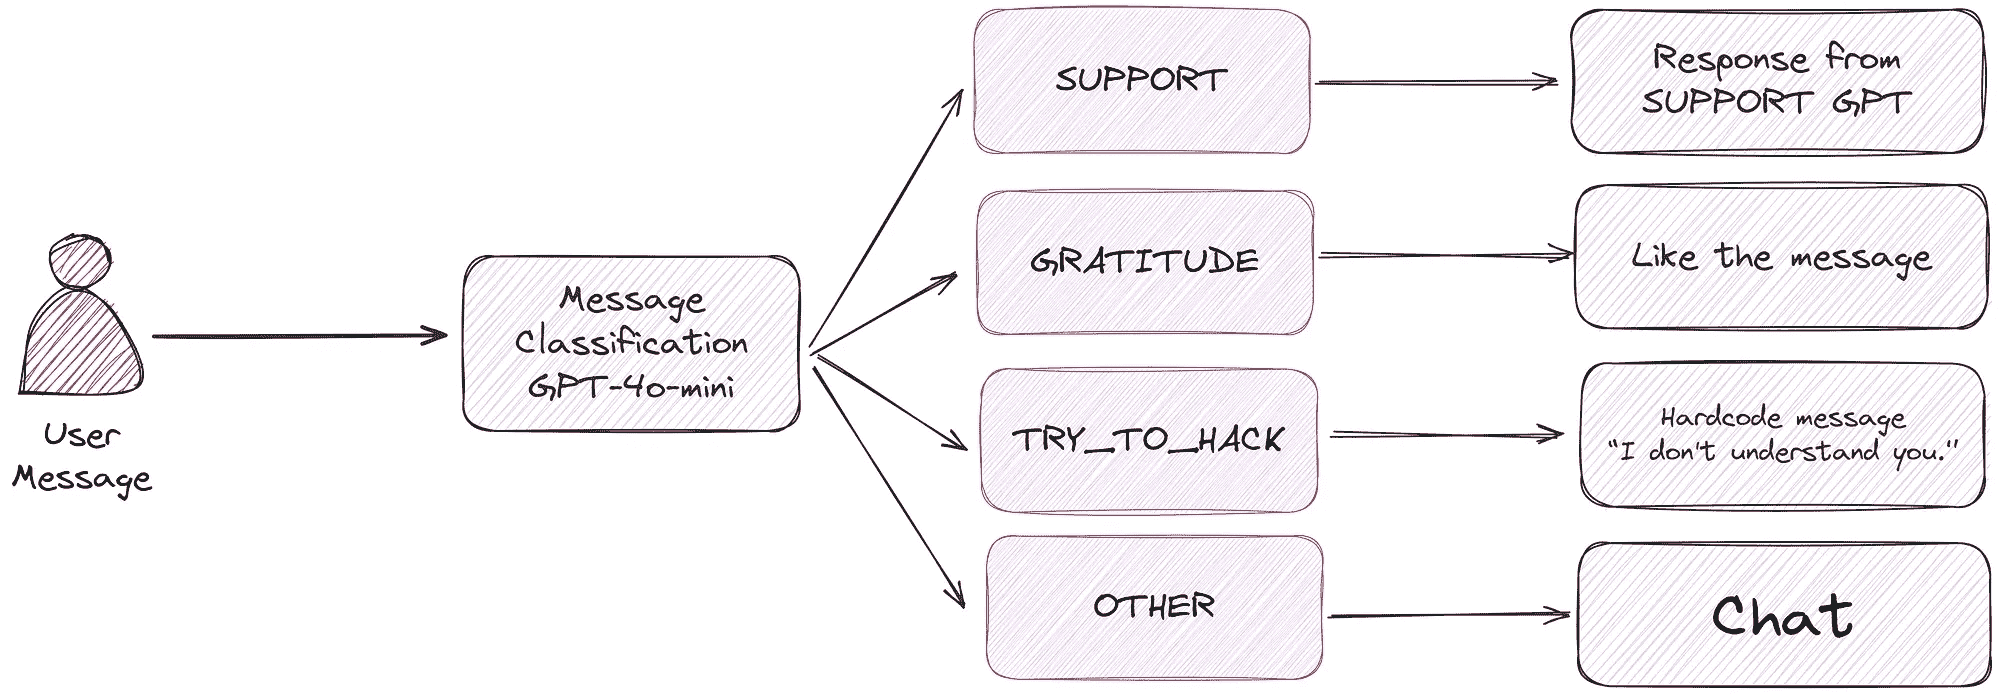 User
Message
Message
Classification
GPT-4o-mini
SUPPORT
Response from
SUPPORT GPT
GRATITUDE
Like the message
TRY_TO_HACK
Hardcode message
"I don't understand you."
OTHER
Chat